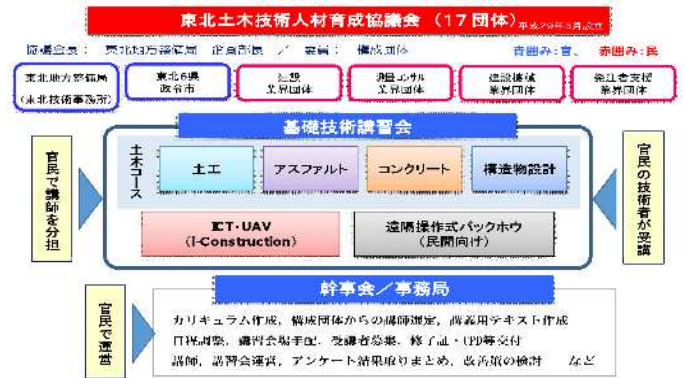 東北土木技術人材育成協議会（17団体）平成29年3月設立
協議会長： 東北地方整備局 企画部長 ／ 委員： 構成団体
青囲み：官、 赤囲み：民
東北地方整備局
（東北技術事務所）
東北6県
政令市
建設
業界団体
測量コンサル
業界団体
建設機械
業界団体
発注者支援
業界団体
基礎技術講習会
官民で講師を分担
土木コース
土工
アスファルト
コンクリート
構造物設計
ICT・UAV
（i-Construction）
遠隔操作式バックホウ
（民間向け）
官民の技術者が受講
幹事会／事務局
官民で運営
カリキュラム作成，構成団体からの講師選定，講義用テキスト作成
日程調整，講習会場手配，受講者募集，修了証・CPD等交付
講師，講習会運営，アンケート結果取りまとめ，改善策の検討 など